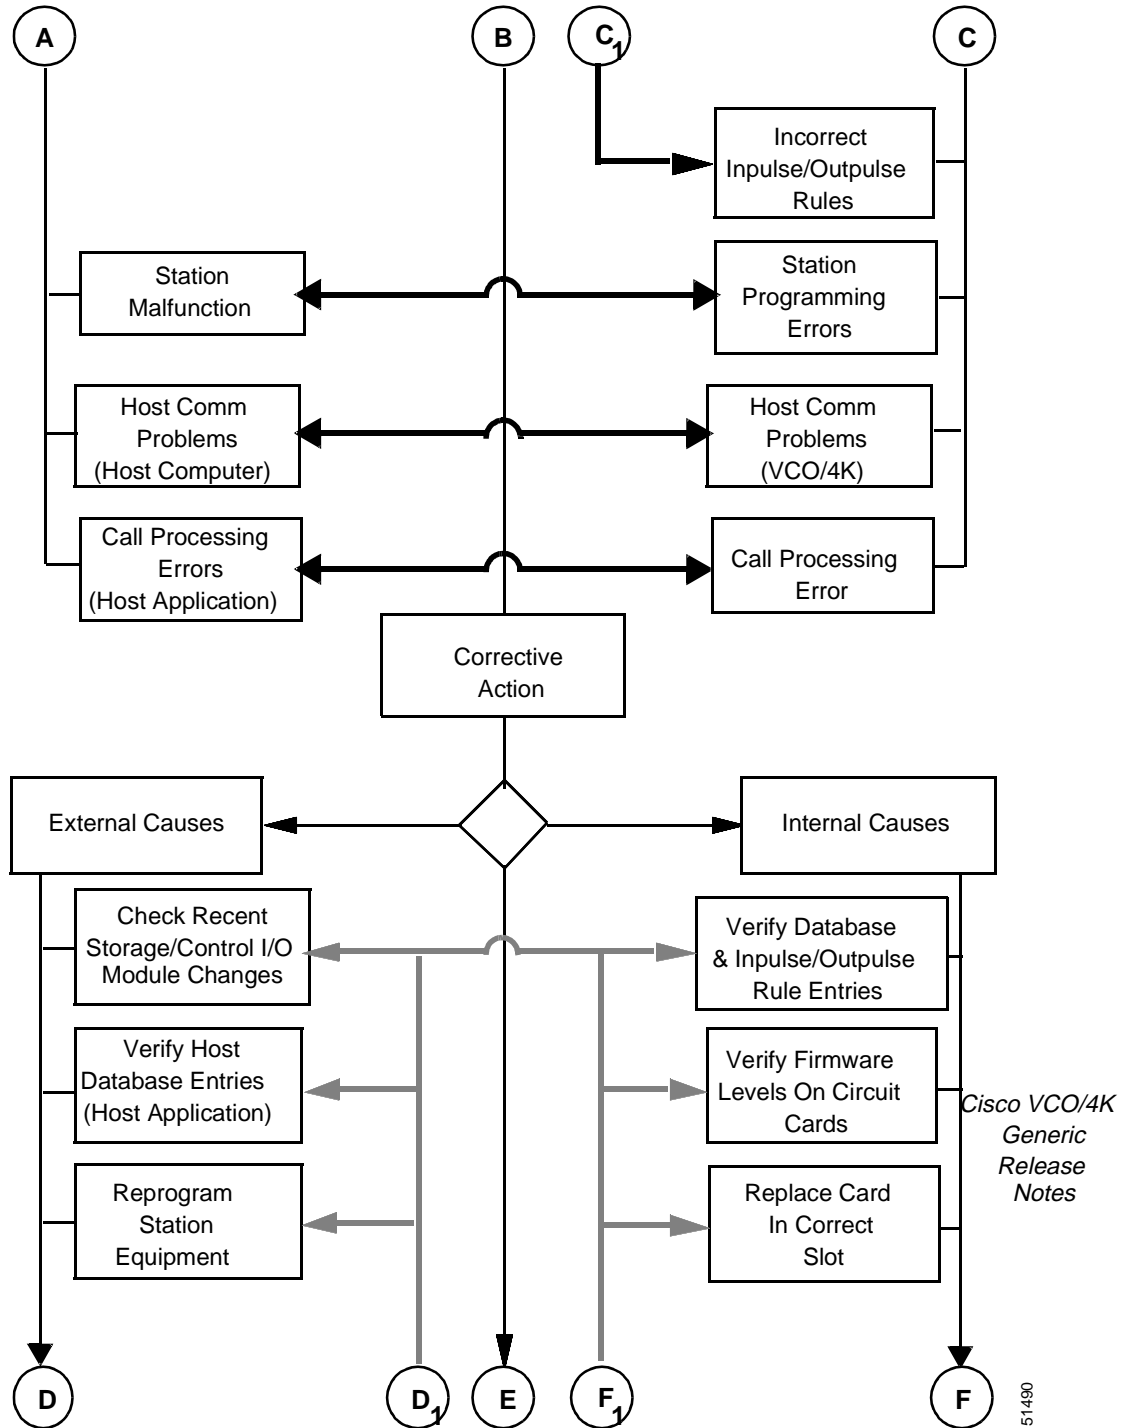 A
B
C1
C
Incorrect
Inpulse/Outpulse
Rules
Station
Malfunction
Station
Programming
Errors
Host Comm
Problems
(Host Computer)
Host Comm
Problems
(VCO/4K)
Call Processing
Errors
(Host Application)
Call Processing
Error
Corrective
Action
External Causes
Internal Causes
Check Recent
Storage/Control I/O
Module Changes
Verify Database
& Inpulse/Outpulse
Rule Entries
Verify Host
Database Entries
(Host Application)
Verify Firmware
Levels On Circuit
Cards
Cisco VCO/4K
Generic
Release
Notes
Reprogram
Station
Equipment
Replace Card
In Correct
Slot
D
D1
E
F1
F
51490